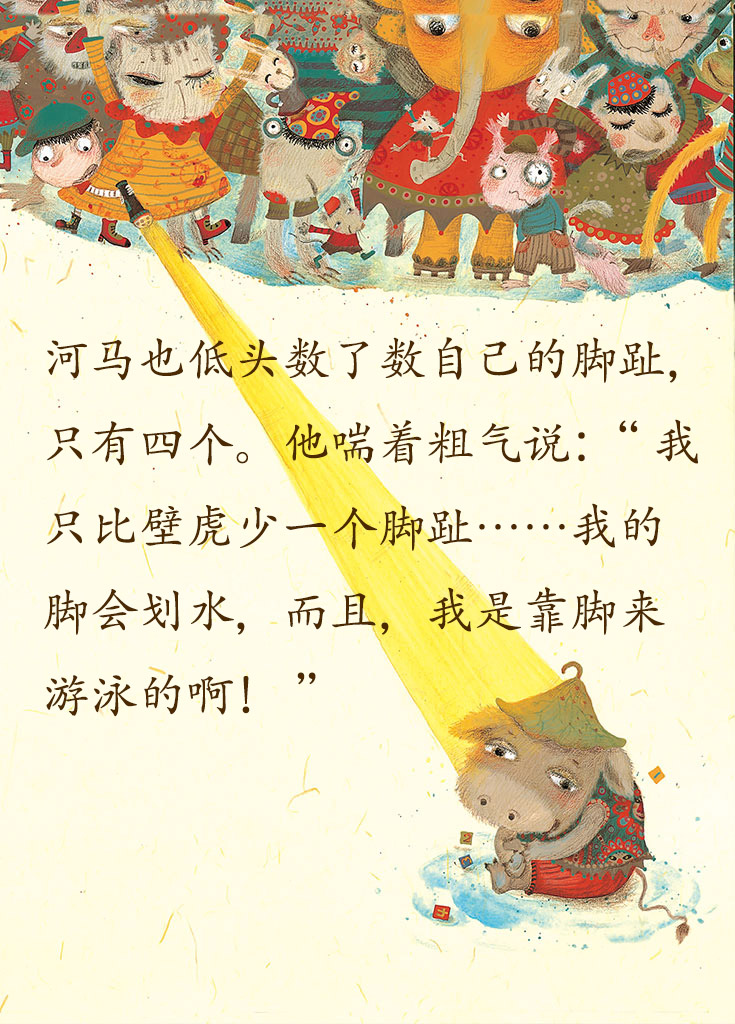 河马也低头数了数自己的脚趾，
只有四个。他喘着粗气说：“我
只比壁虎少一个脚趾……我的
脚会划水，而且，我是靠脚来
游泳的啊！”